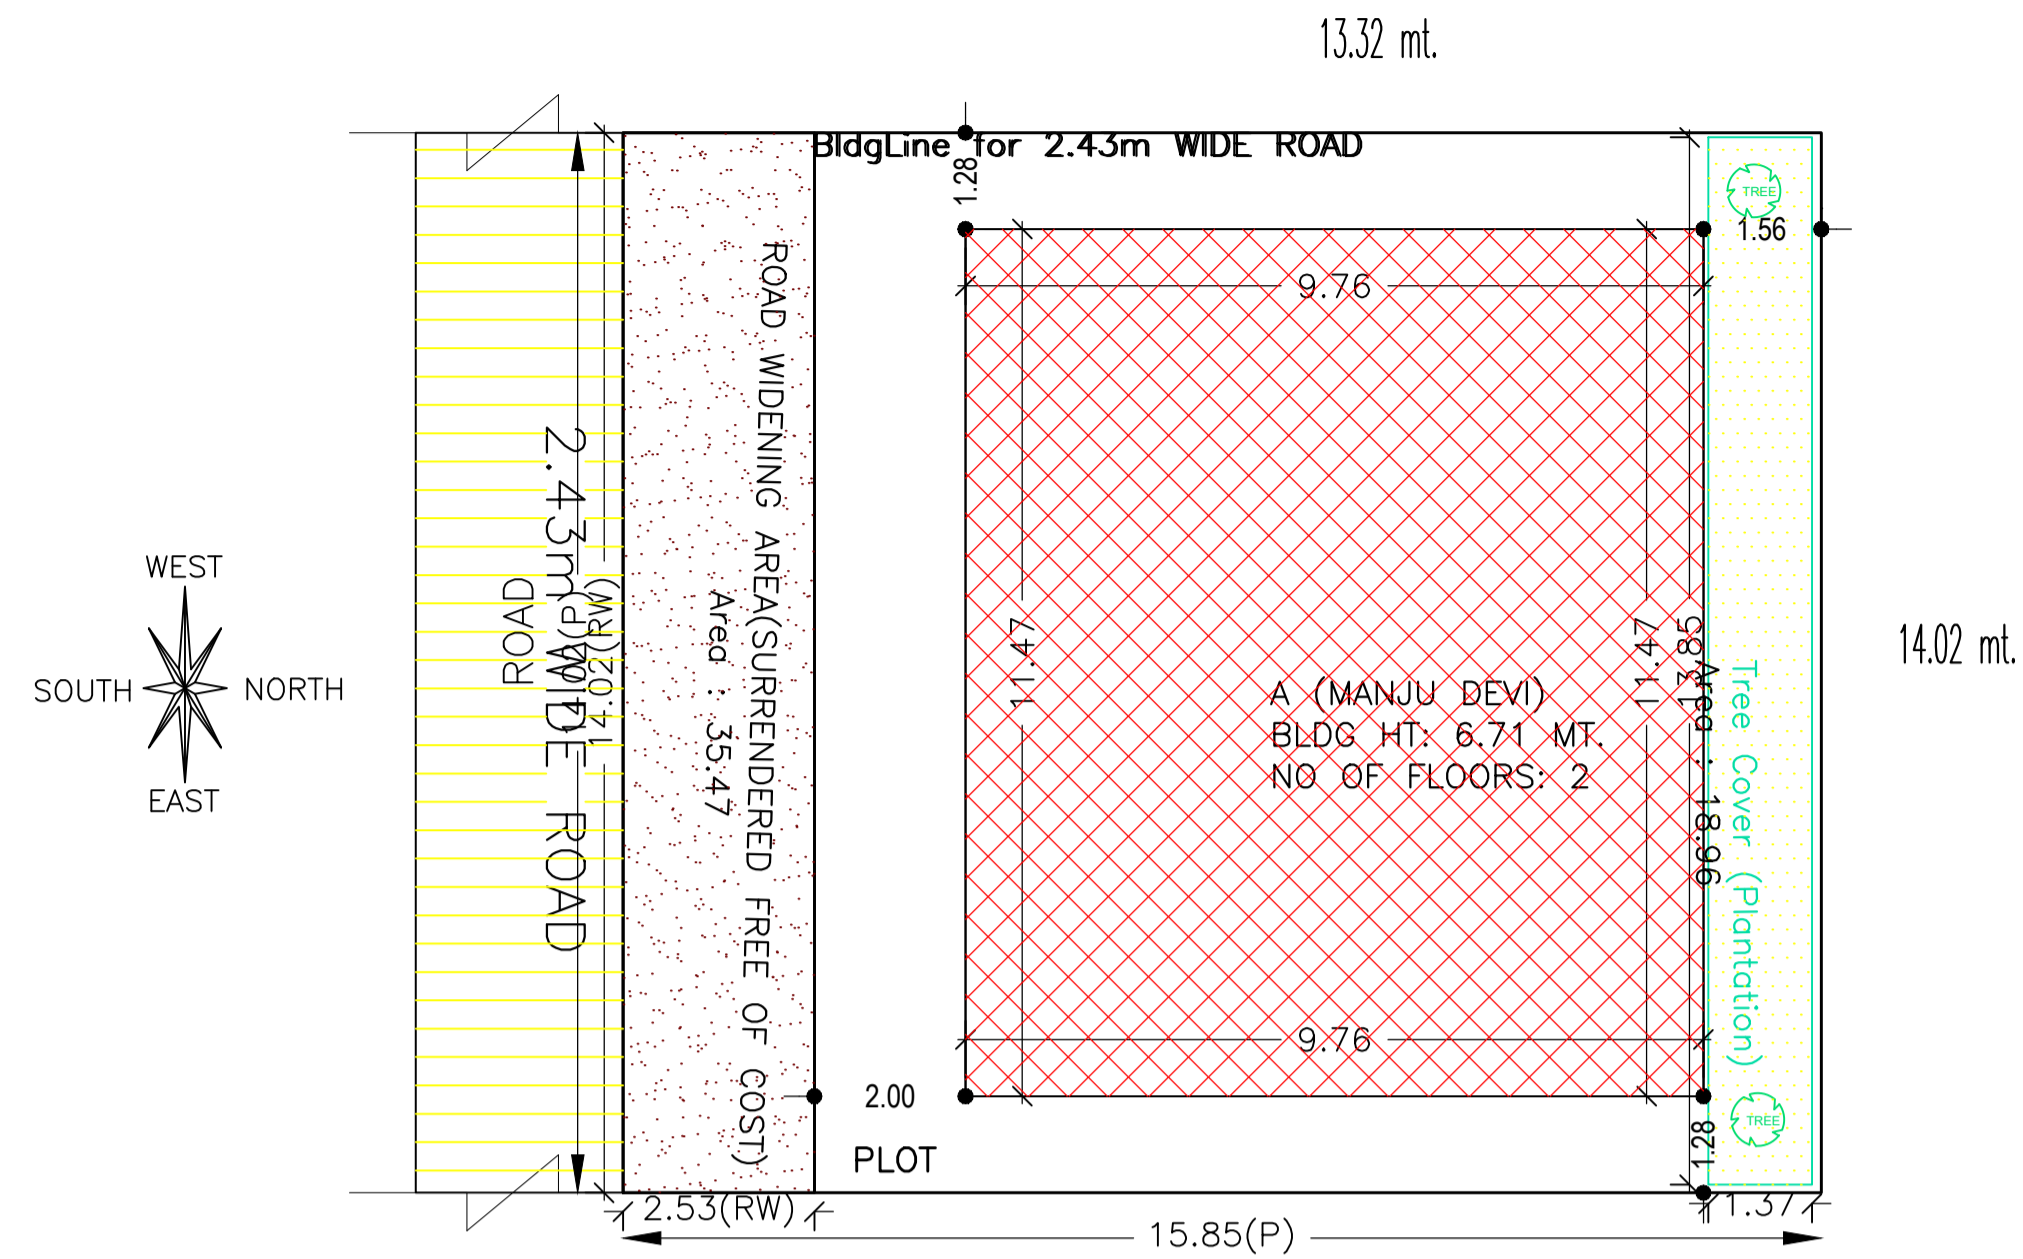 13.32 mt.
BldgLine for 2.43m WIDE ROAD
1.28
TREE
1.56
9.76
ROAD WIDENING AREA(SURRENDERED FREE OF COST)
Area : 35.47
2.43m WIDE ROAD
ROAD
14.02(P)
14.02(RW)
WEST
SOUTH
NORTH
EAST
11.47
11.47
13.85
14.02 mt.
A (MANJU DEVI)
BLDG HT: 6.71 MT.
NO OF FLOORS: 2
Tree Cover (Plantation)
Area : 18.96
9.76
2.00
TREE
1.28
PLOT
2.53(RW)
1.37
15.85(P)